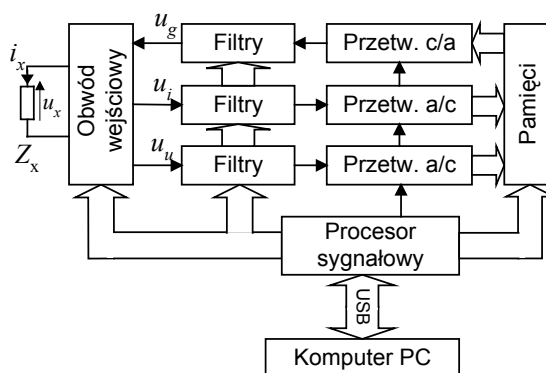 u_g
Filtry
Przetw. c/a
i_x
u_x
Z_x
Obwód
wejściowy
u_i
Filtry
Przetw. a/c
Pamięci
u_u
Filtry
Przetw. a/c
Procesor
sygnałowy
USB
Komputer PC